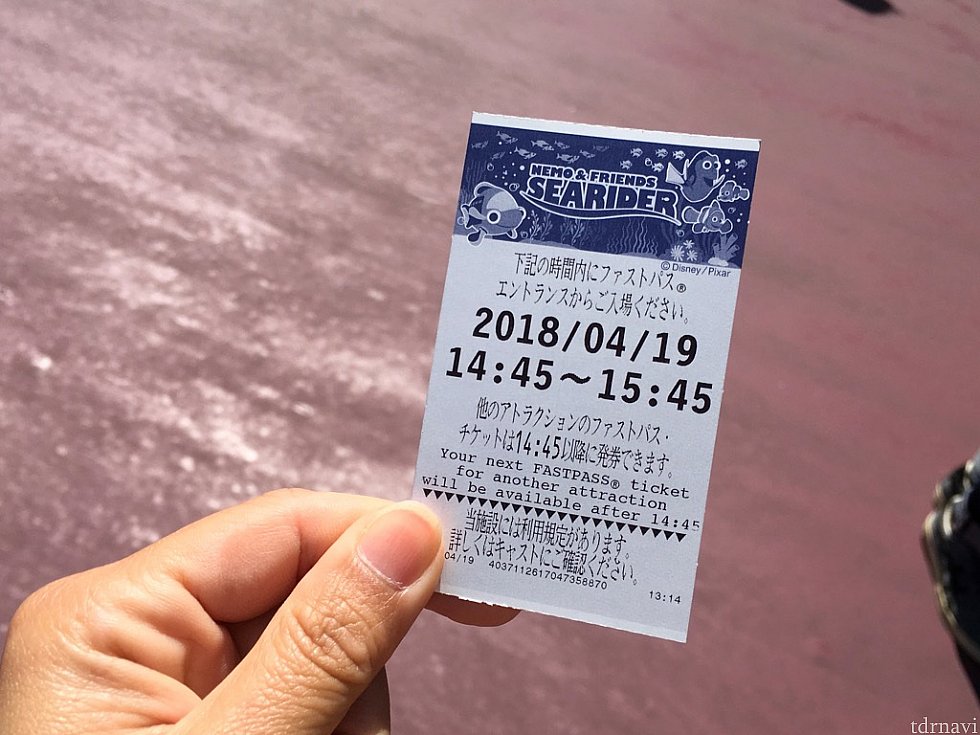 NEMO & FRIENDS
SEARIDER
©Disney/Pixar
下記の時間内にファストパス®
エントランスからご入場ください。
2018/04/19
14:45〜15:45
他のアトラクションのファストパス・
チケットは14:45以降に発券できます。
Your next FASTPASS® ticket
for another attraction
will be available after 14:45
当施設には利用規定があります。
詳しくはキャストにご確認ください。
04/19 4037112617047358870
13:14
tdrnavi